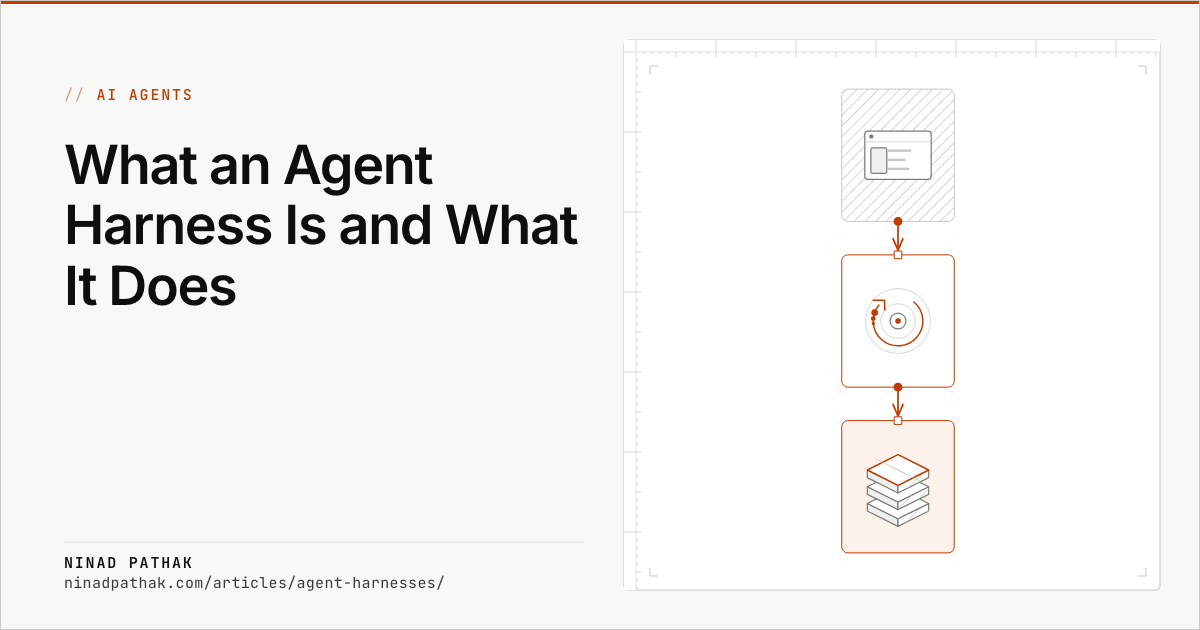 // AI AGENTS
What an Agent
Harness Is and What
It Does
NINAD PATHAK
ninadpathak.com/articles/agent-harnesses/